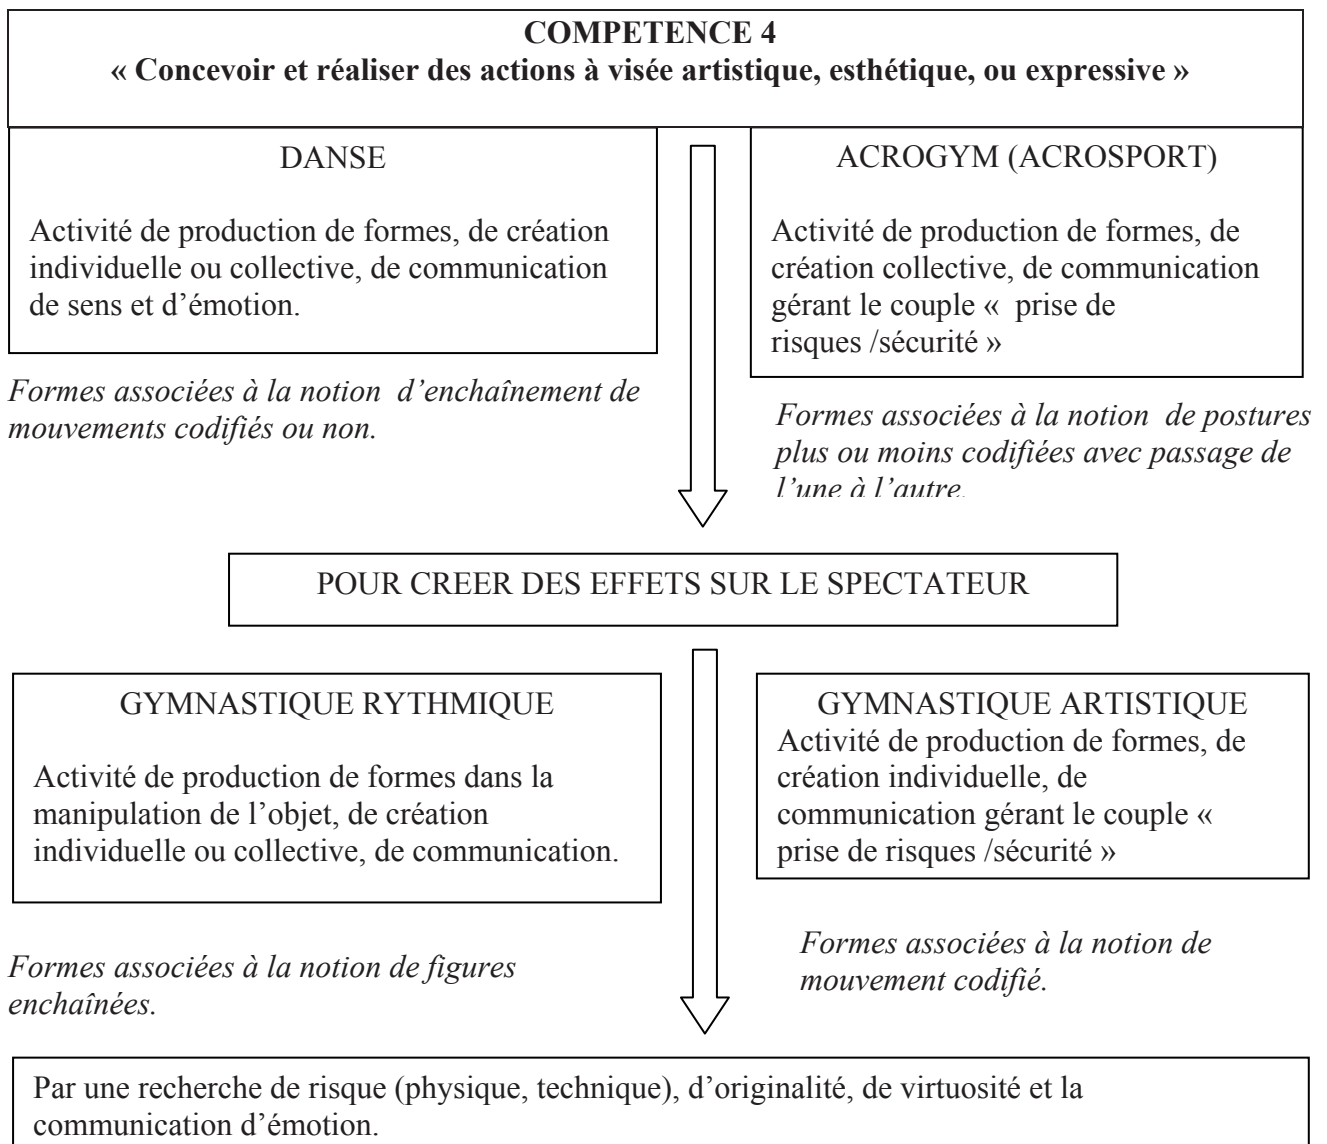 COMPETENCE 4
« Concevoir et réaliser des actions à visée artistique, esthétique, ou expressive »
DANSE
Activité de production de formes, de création
individuelle ou collective, de communication
de sens et d’émotion.
Formes associées à la notion d’enchaînement de
mouvements codifiés ou non.
ACROGYM (ACROSPORT)
Activité de production de formes, de
création collective, de communication
gérant le couple « prise de
risques /sécurité »
Formes associées à la notion de postures
plus ou moins codifiées avec passage de
l’une à l’autre.
POUR CREER DES EFFETS SUR LE SPECTATEUR
GYMNASTIQUE RYTHMIQUE
Activité de production de formes dans la
manipulation de l’objet, de création
individuelle ou collective, de communication.
Formes associées à la notion de figures
enchaînées.
GYMNASTIQUE ARTISTIQUE
Activité de production de formes, de
création individuelle, de
communication gérant le couple «
prise de risques /sécurité »
Formes associées à la notion de
mouvement codifié.
Par une recherche de risque (physique, technique), d’originalité, de virtuosité et la
communication d’émotion.